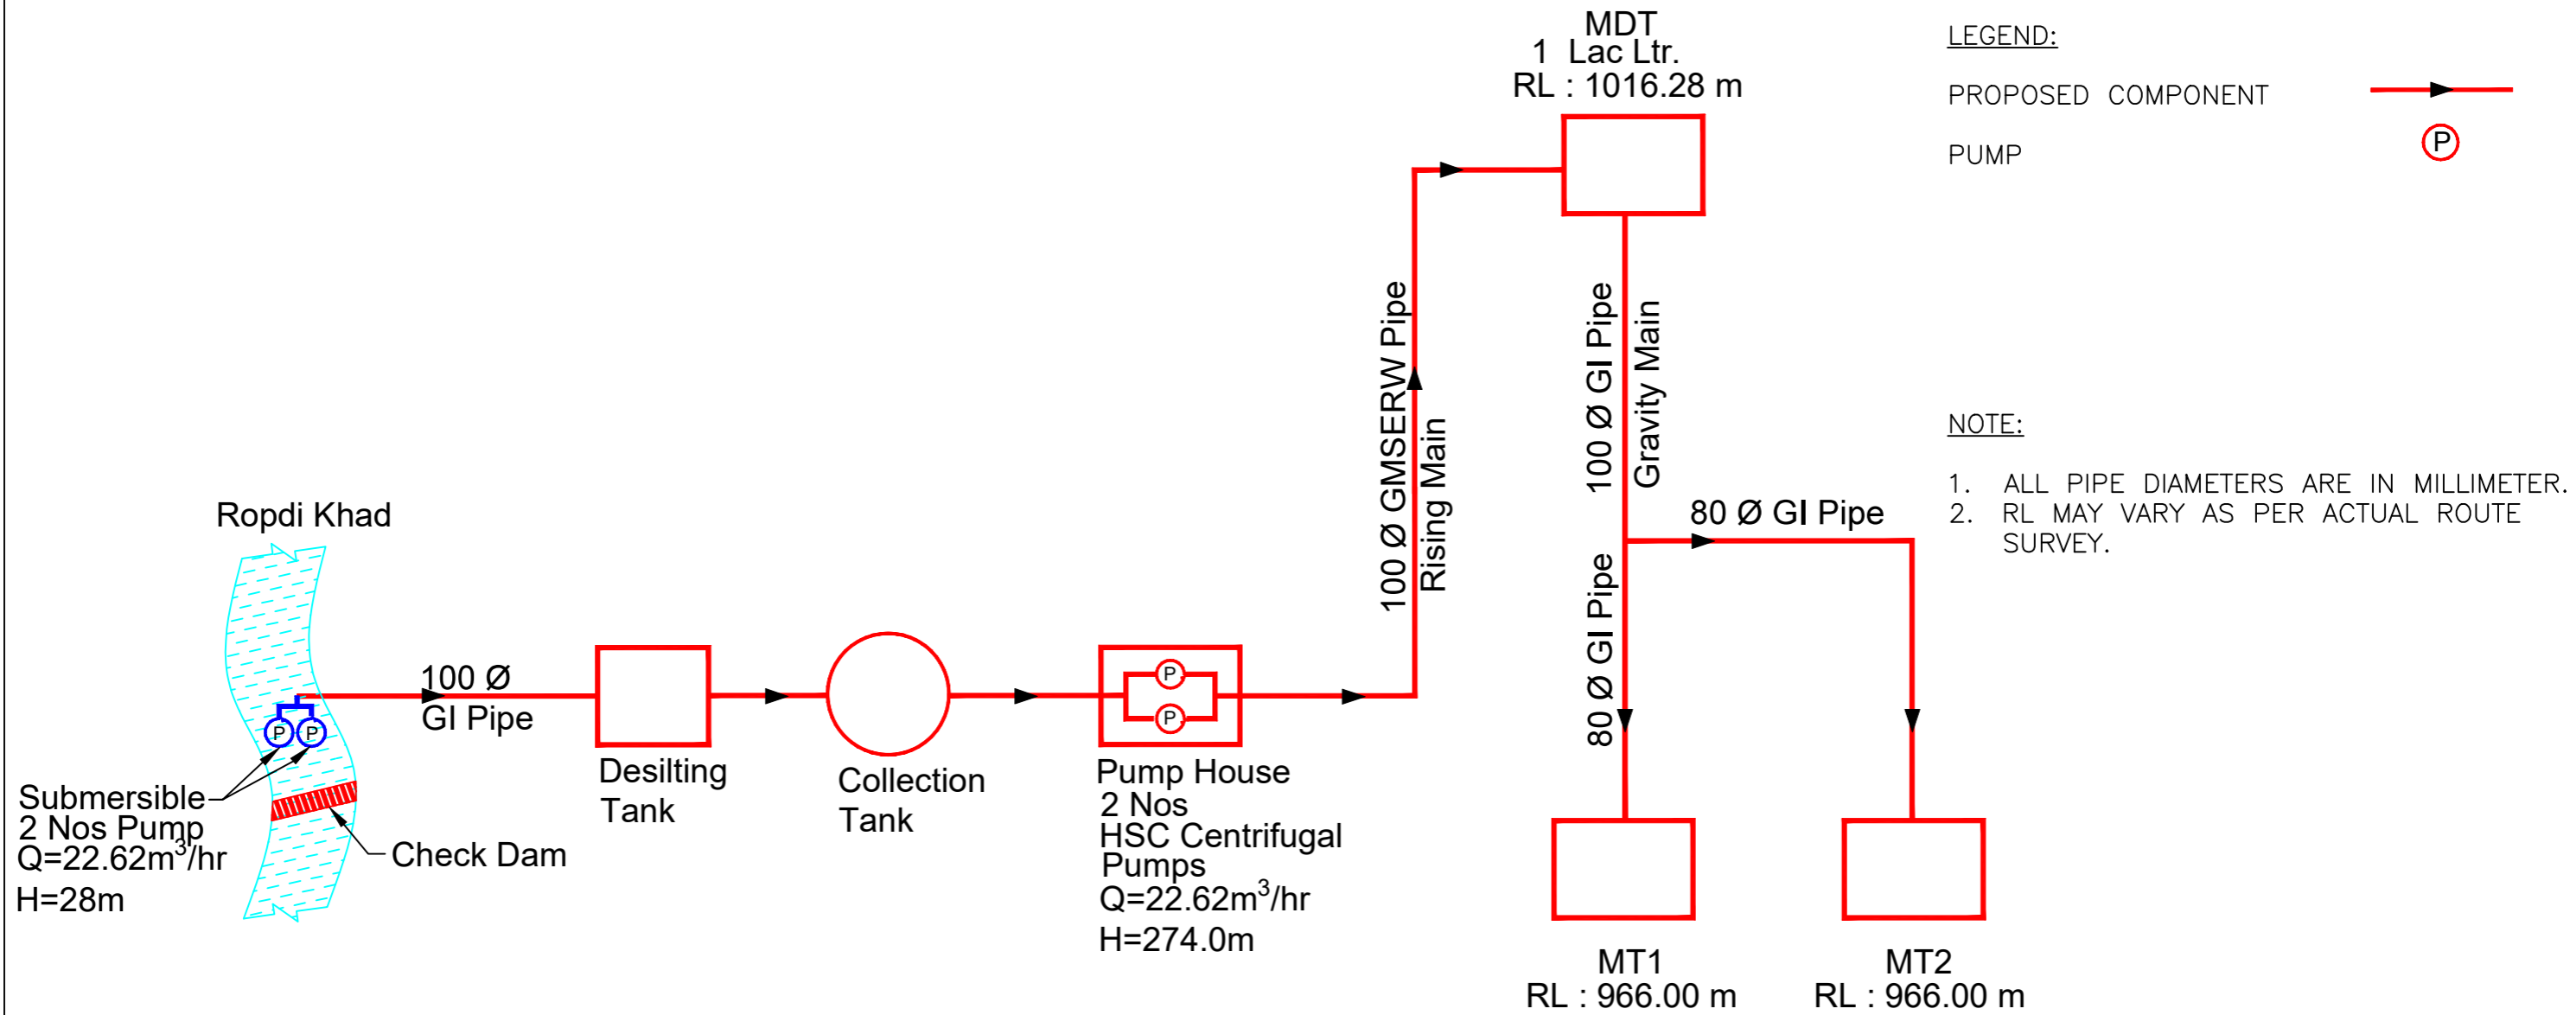 MDT
1 Lac Ltr.
RL : 1016.28 m
LEGEND:
PROPOSED COMPONENT
PUMP
P
100 Ø GMSERW Pipe
Rising Main
100 Ø GI Pipe
Gravity Main
80 Ø GI Pipe
80 Ø GI Pipe
NOTE:
1. ALL PIPE DIAMETERS ARE IN MILLIMETER.
2. RL MAY VARY AS PER ACTUAL ROUTE
SURVEY.
Ropdi Khad
100 Ø
GI Pipe
P
P
Submersible
2 Nos Pump
Q=22.62m³/hr
H=28m
Check Dam
Desilting
Tank
Collection
Tank
P
P
Pump House
2 Nos
HSC Centrifugal
Pumps
Q=22.62m³/hr
H=274.0m
MT1
RL : 966.00 m
MT2
RL : 966.00 m